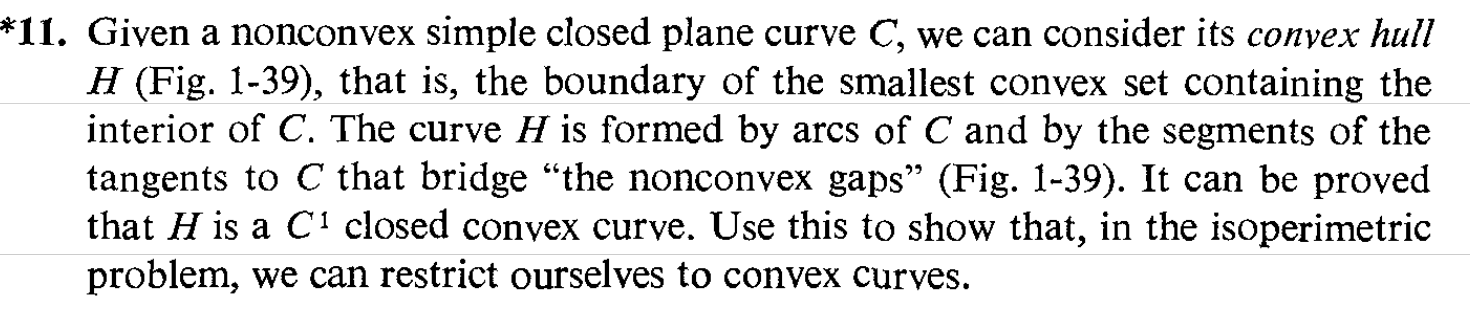 *11. Given a nonconvex simple closed plane curve C, we can consider its convex hull
H (Fig. 1-39), that is, the boundary of the smallest convex set containing the
interior of C. The curve H is formed by arcs of C and by the segments of the
tangents to C that bridge “the nonconvex gaps” (Fig. 1-39). It can be proved
that H is a C¹ closed convex curve. Use this to show that, in the isoperimetric
problem, we can restrict ourselves to convex curves.